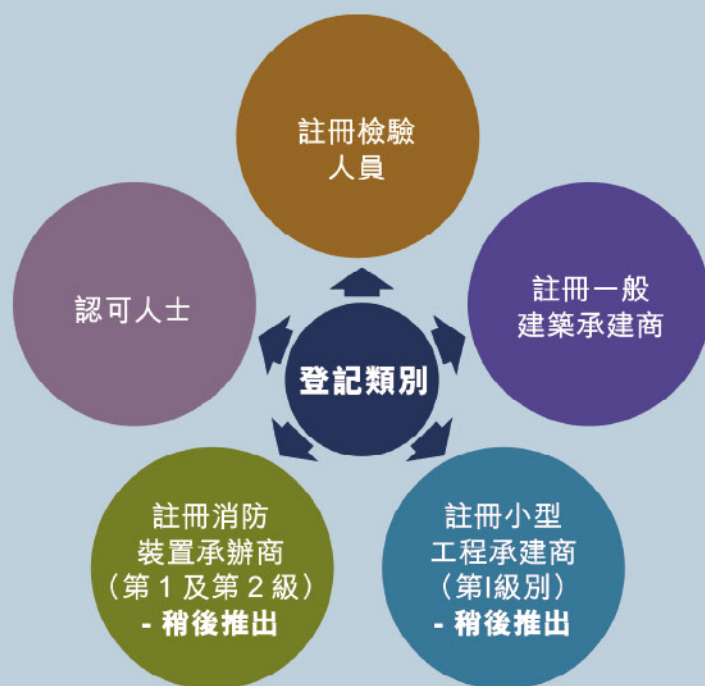 註冊檢驗
人員
認可人士
註冊一般
建築承建商
登記類別
註冊消防
裝置承辦商
（第 1 及第 2 級）
- 稍後推出
註冊小型
工程承建商
（第I級別）
- 稍後推出